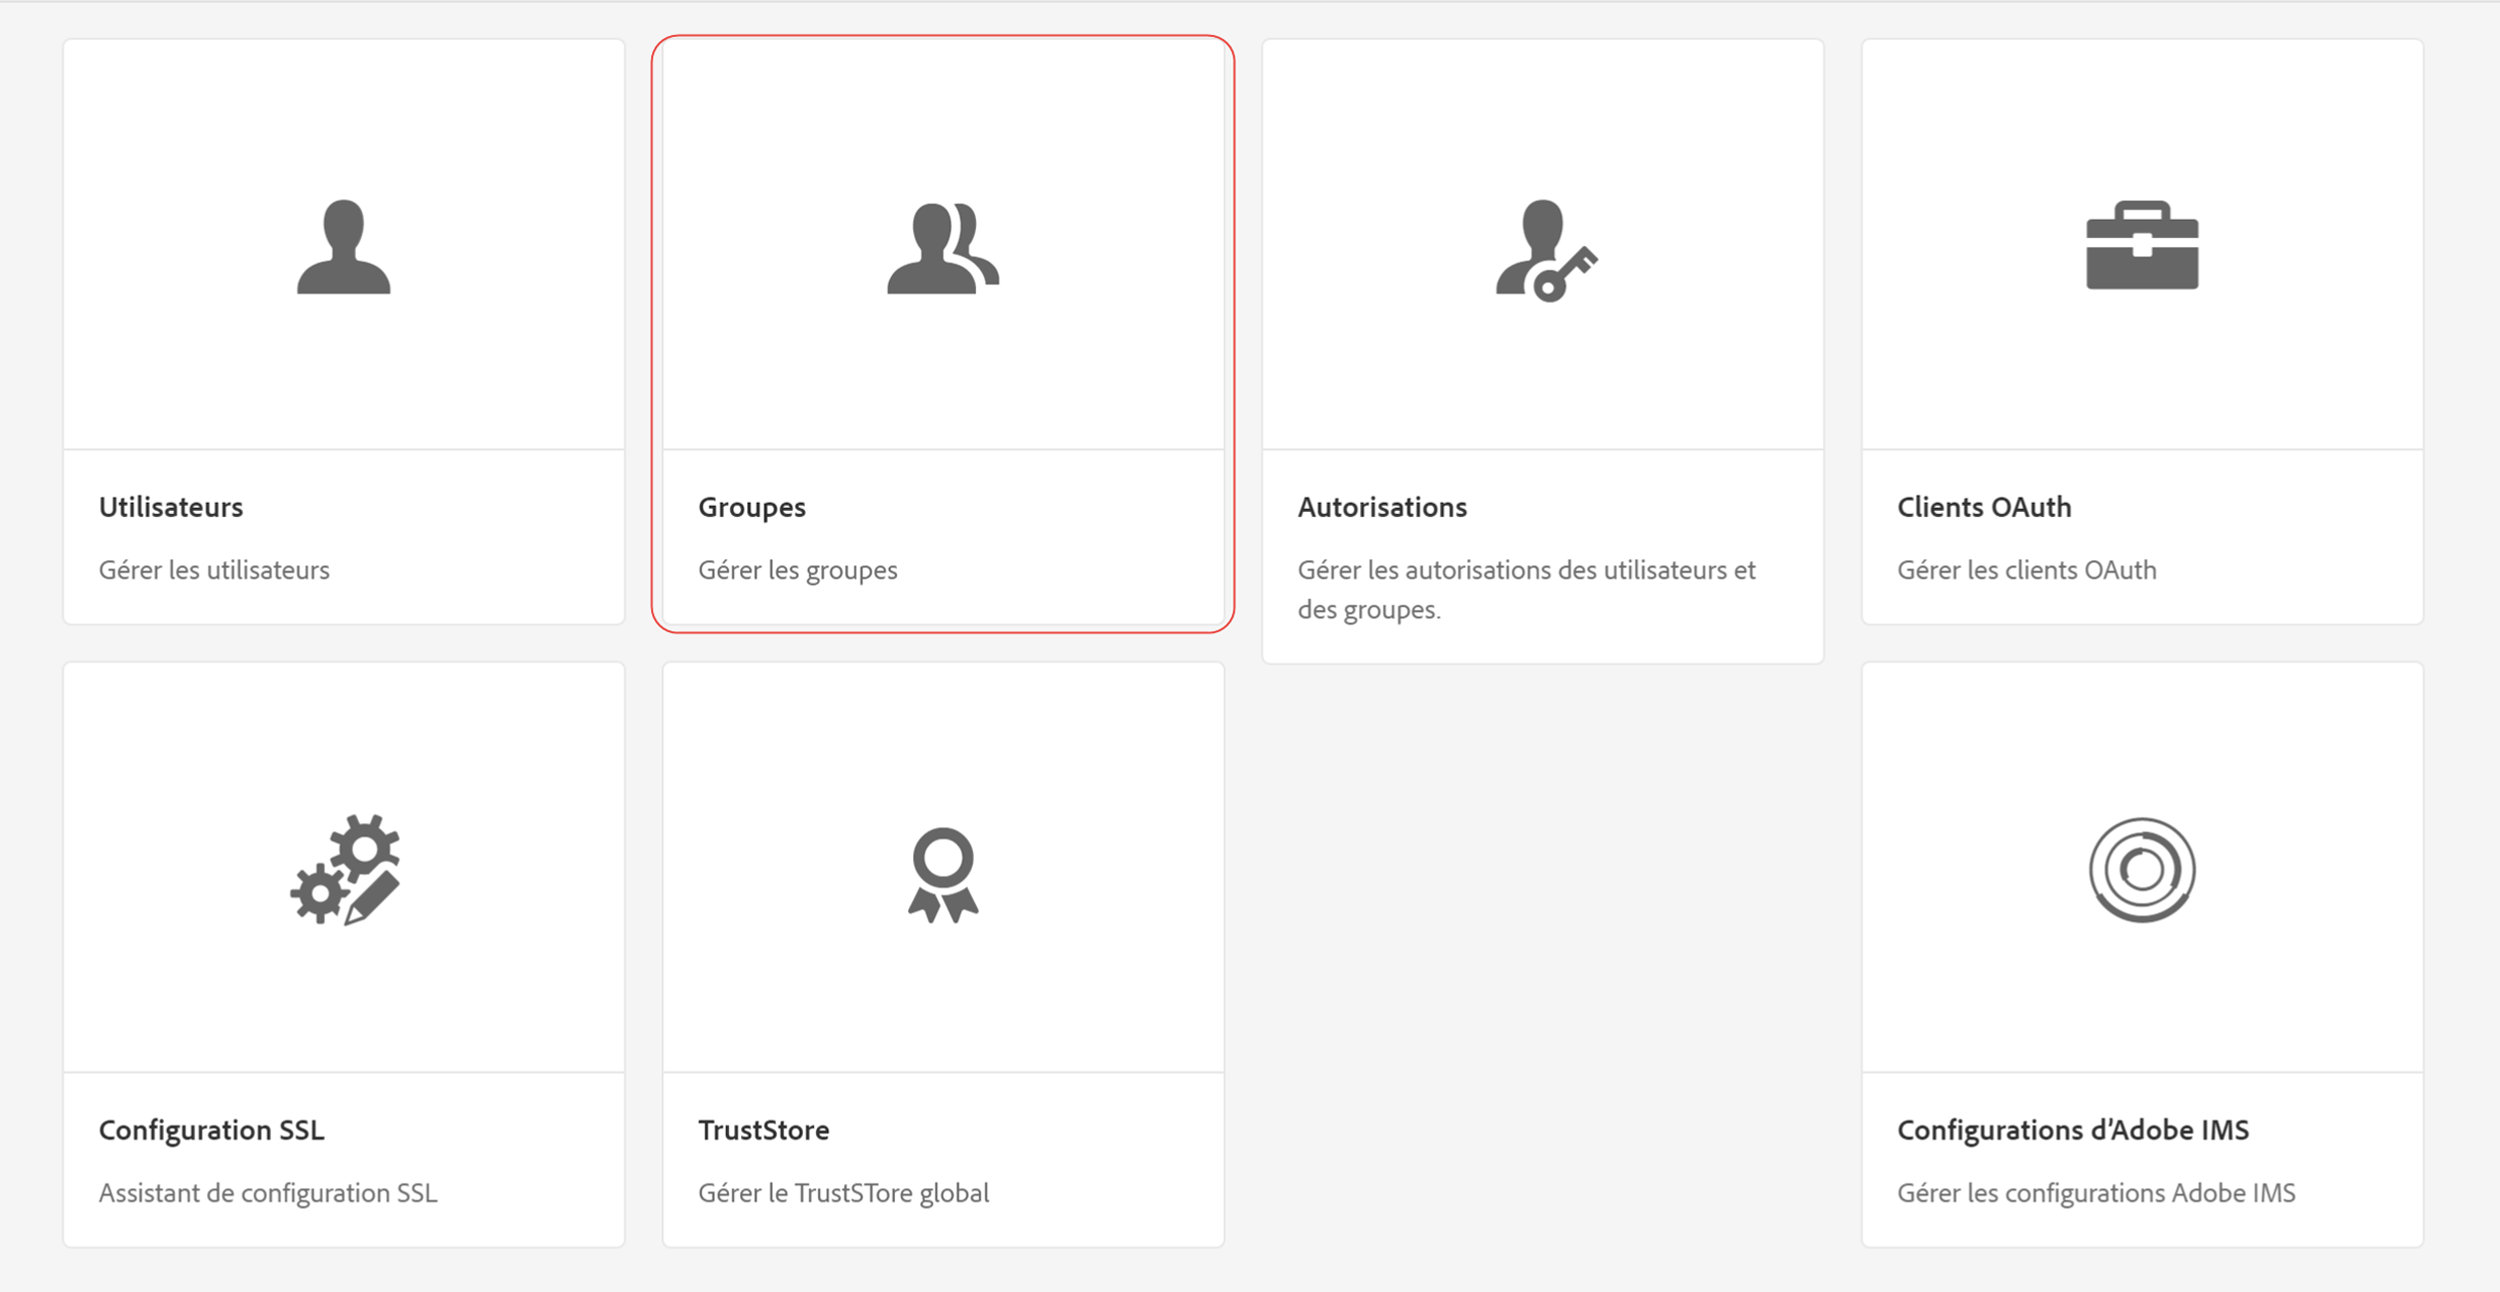 Utilisateurs
Gérer les utilisateurs
Groupes
Gérer les groupes
Autorisations
Gérer les autorisations des utilisateurs et
des groupes.
Clients OAuth
Gérer les clients OAuth
Configuration SSL
Assistant de configuration SSL
TrustStore
Gérer le TrustSTore global
Configurations d’Adobe IMS
Gérer les configurations Adobe IMS